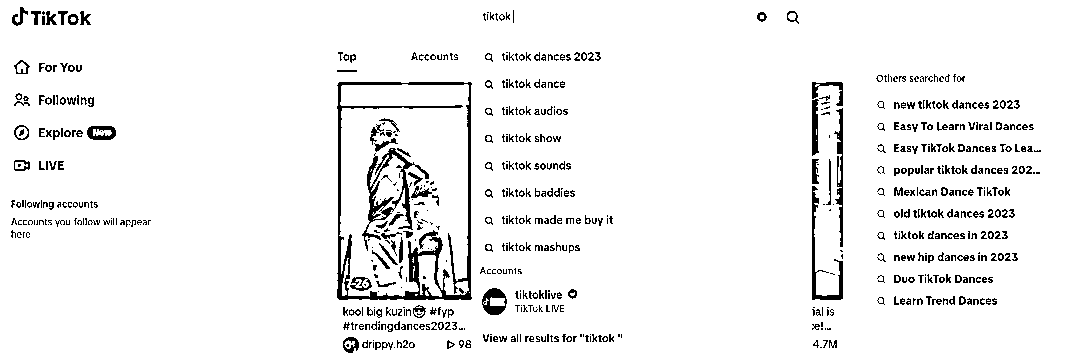 TikTok
For You
Following
Explore New
LIVE
Following accounts
Accounts you follow will appear
here
tiktok
Top Accounts
tiktok dances 2023
tiktok dance
tiktok audios
tiktok show
tiktok sounds
tiktok baddies
tiktok made me buy it
tiktok mashups
Accounts
tiktoklive
TikTok LIVE
View all results for "tiktok "
kool big kuzin😎 #fyp
#trendingdances2023...
drippy.h2o 98
ial is
4.7M
Others searched for
new tiktok dances 2023
Easy To Learn Viral Dances
Easy TikTok Dances To Lea...
popular tiktok dances 202...
Mexican Dance TikTok
old tiktok dances 2023
tiktok dances in 2023
new hip dances in 2023
Duo TikTok Dances
Learn Trend Dances